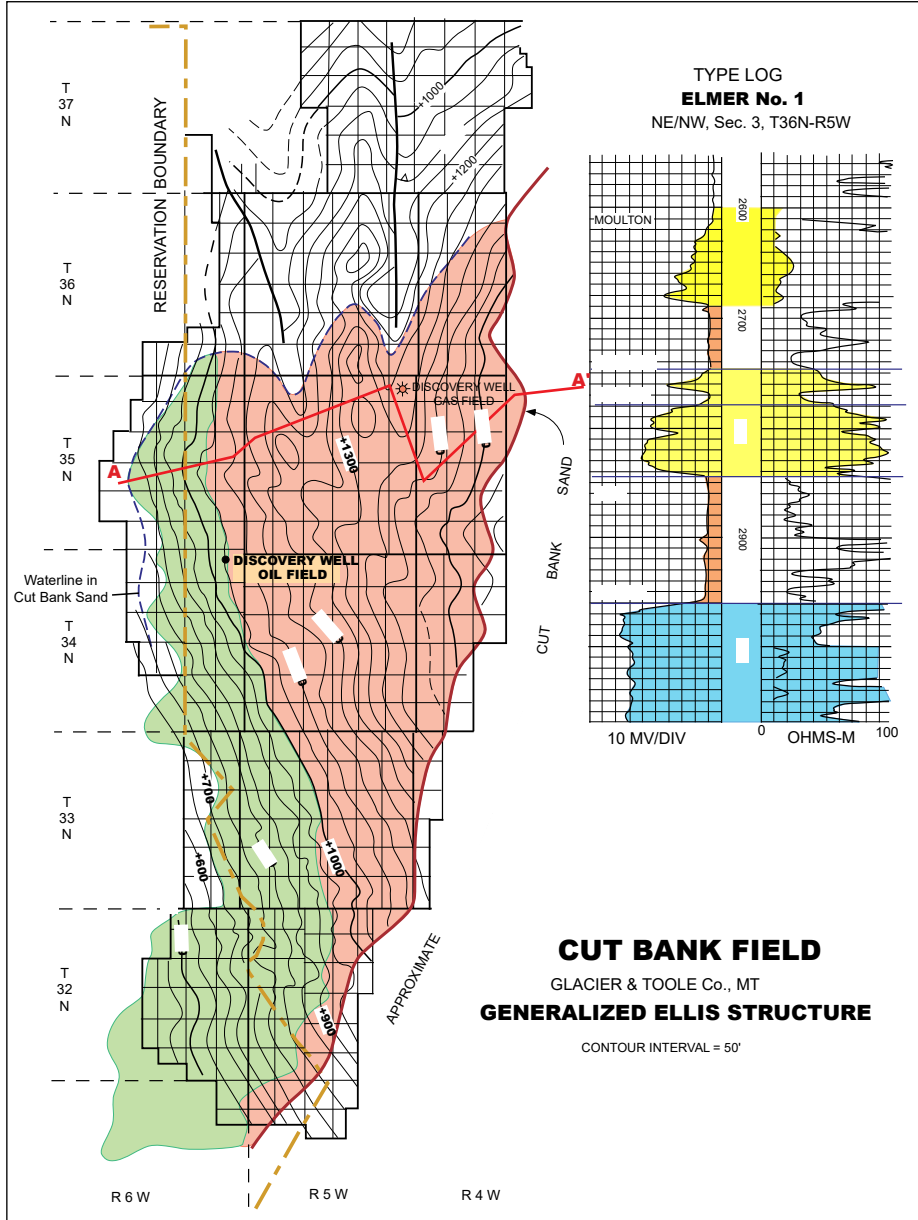 T
37
N
RESERVATION BOUNDARY
+1000
+1200
T
36
N
T
35
N
A
A'
DISCOVERY WELL
GAS FIELD
+1300
DISCOVERY WELL
OIL FIELD
Waterline in
Cut Bank Sand
T
34
N
T
33
N
+700
+600
+1000
T
32
N
+900
APPROXIMATE
CUT
BANK
SAND
R 6 W
R 5 W
R 4 W
TYPE LOG
ELMER No. 1
NE/NW, Sec. 3, T36N-R5W
MOULTON
2600
2700
2900
10 MV/DIV
0
OHMS-M
100
CUT BANK FIELD
GLACIER & TOOLE Co., MT
GENERALIZED ELLIS STRUCTURE
CONTOUR INTERVAL = 50'